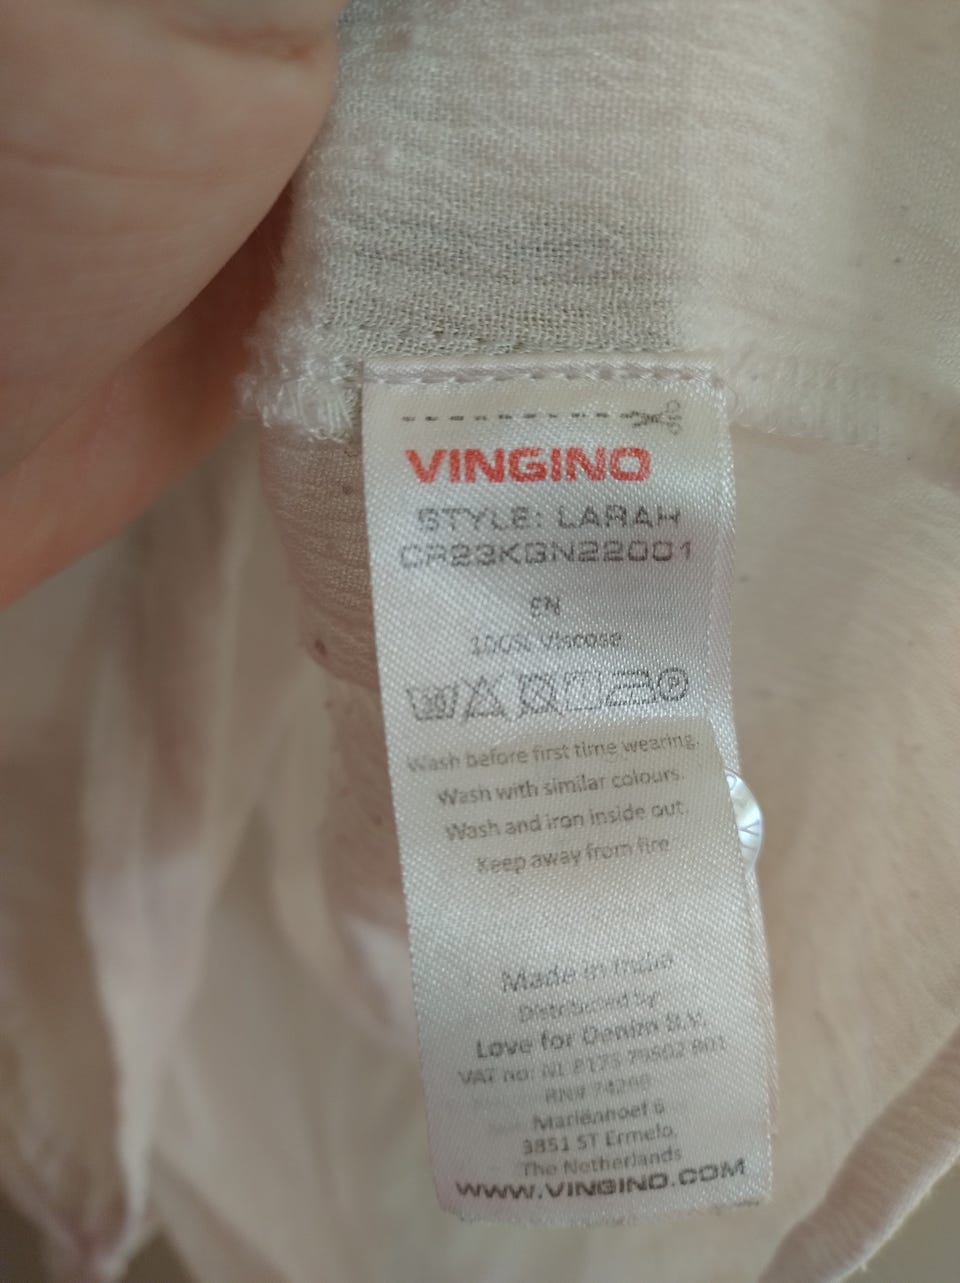 VINGINO
STYLE: LARAH
CR23KGN22001
EN
100% Viscose
30
P
Wash before first time wearing.
Wash with similar colours.
Wash and iron inside out.
Keep away from fire
Made in India
Distributed by
Love for Denim B.V.
VAT no: NL 8173 79802 B01
RN#
Mariënhoef 6
3851 ST Ermelo,
The Netherlands
WWW.VINGINO.COM